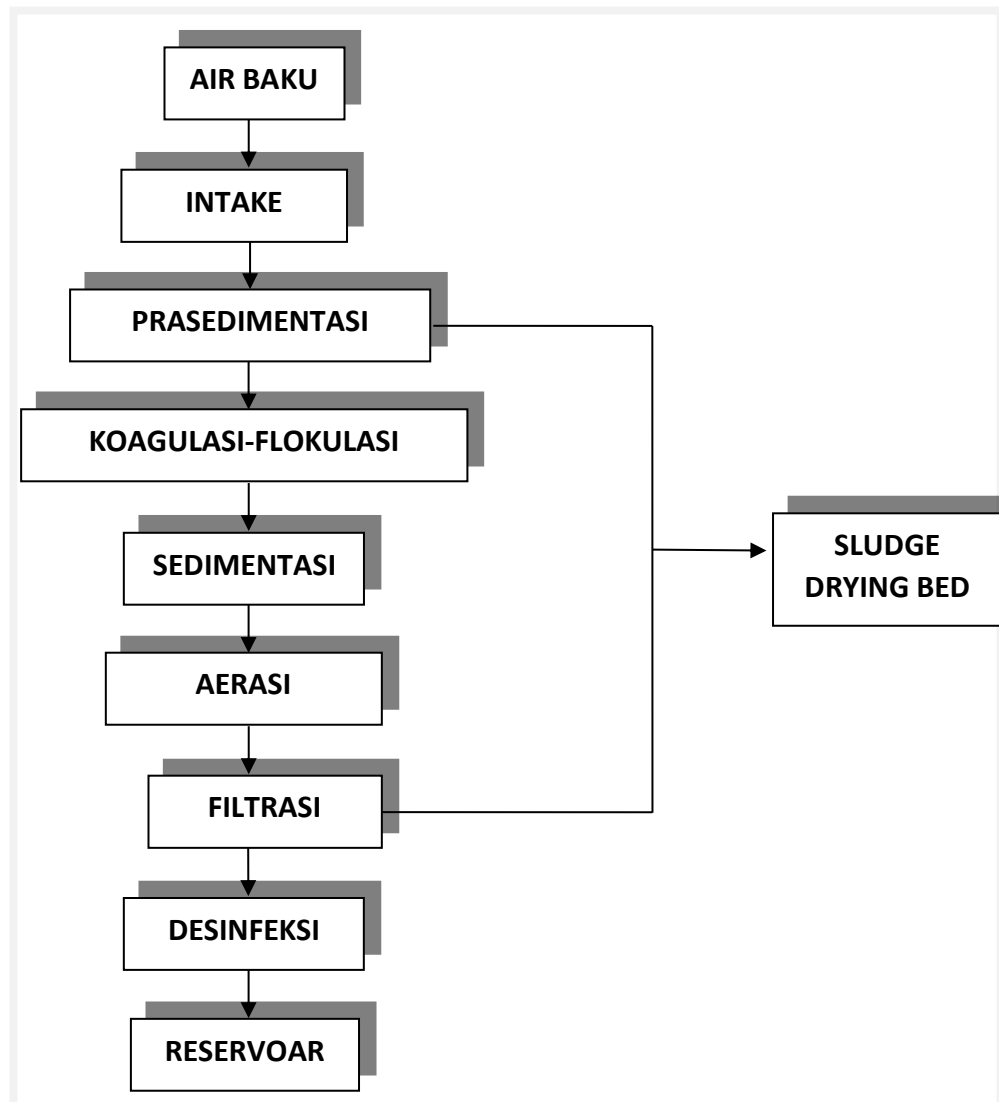 AIR BAKU
INTAKE
PRASEDIMENTASI
KOAGULASI-FLOKULASI
SEDIMENTASI
AERASI
FILTRASI
DESINFEKSI
RESERVOAR
SLUDGE
DRYING BED